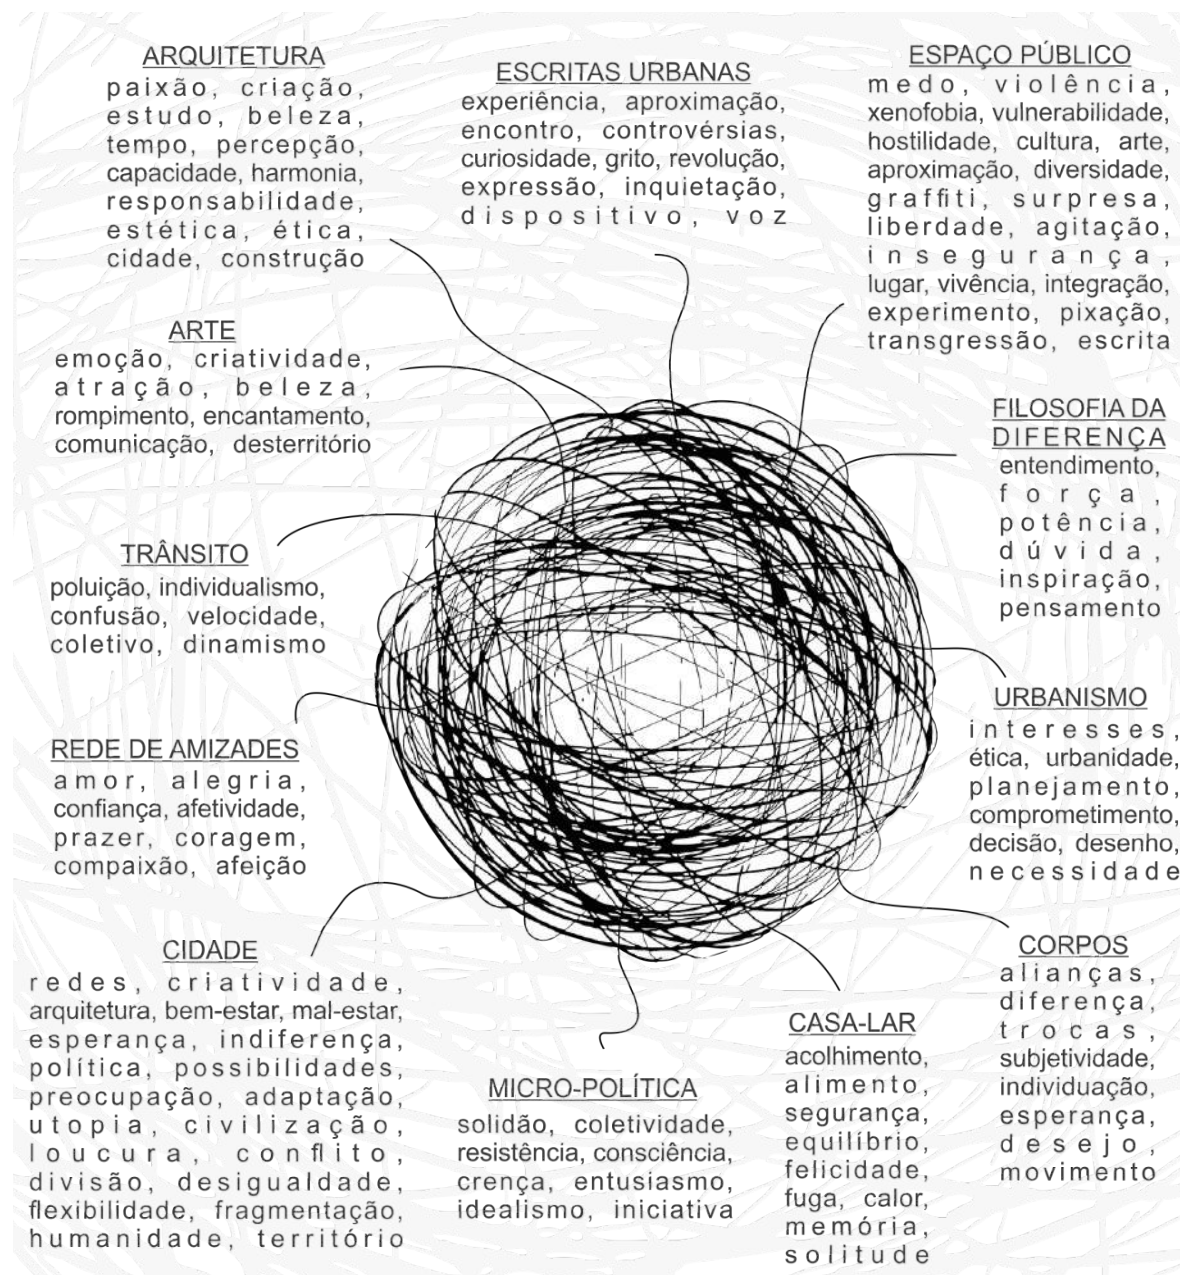 ARQUITETURA
paixão, criação,
estudo, beleza,
tempo, percepção,
capacidade, harmonia,
responsabilidade,
estética, ética,
cidade, construção
ESCRITAS URBANAS
experiência, aproximação,
encontro, controvérsias,
curiosidade, grito, revolução,
expressão, inquietação,
dispositivo, voz
ESPAÇO PÚBLICO
medo, violência,
xenofobia, vulnerabilidade,
hostilidade, cultura, arte,
aproximação, diversidade,
graffiti, surpresa,
liberdade, agitação,
insegurança,
lugar, vivência, integração,
experimento, pixação,
transgressão, escrita
ARTE
emoção, criatividade,
atração, beleza,
rompimento, encantamento,
comunicação, desterritório
FILOSOFIA DA
DIFERENÇA
entendimento,
força,
potência,
dúvida,
inspiração,
pensamento
TRÂNSITO
poluição, individualismo,
confusão, velocidade,
coletivo, dinamismo
URBANISMO
interesses,
ética, urbanidade,
planejamento,
comprometimento,
decisão, desenho,
necessidade
REDE DE AMIZADES
amor, alegria,
confiança, afetividade,
prazer, coragem,
compaixão, afeição
CIDADE
redes, criatividade,
arquitetura, bem-estar, mal-estar,
esperança, indiferença,
política, possibilidades,
preocupação, adaptação,
utopia, civilização,
loucura, conflito,
divisão, desigualdade,
flexibilidade, fragmentação,
humanidade, território
MICRO-POLÍTICA
solidão, coletividade,
resistência, consciência,
crença, entusiasmo,
idealismo, iniciativa
CASA-LAR
acolhimento,
alimento,
segurança,
equilíbrio,
felicidade,
fuga, calor,
memória,
solitude
CORPOS
alianças,
diferença,
trocas,
subjetividade,
individuação,
esperança,
desejo,
movimento